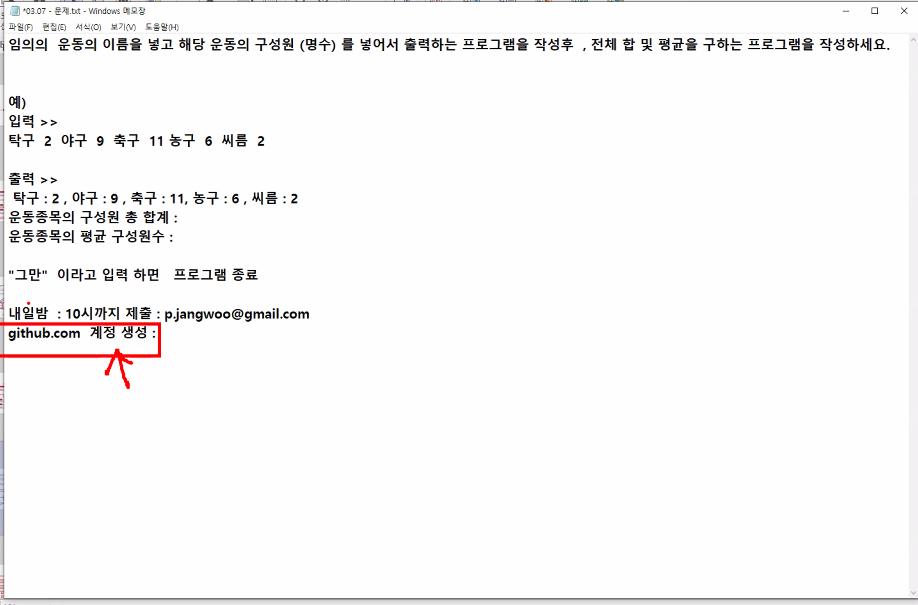 *03.07 - 문제.txt - Windows 메모장
파일(F) 편집(E) 서식(O) 보기(V) 도움말(H)
임의의 운동의 이름을 넣고 해당 운동의 구성원 (명수) 를 넣어서 출력하는 프로그램을 작성후 , 전체 합 및 평균을 구하는 프로그램을 작성하세요.
예)
입력 >>
탁구 2 야구 9 축구 11 농구 6 씨름 2
출력 >>
탁구 : 2 , 야구 : 9 , 축구 : 11, 농구 : 6 , 씨름 : 2
운동종목의 구성원 총 합계 :
운동종목의 평균 구성원수 :
"그만" 이라고 입력 하면 프로그램 종료
내일밤 : 10시까지 제출 : p.jangwoo@gmail.com
github.com 계정 생성 :